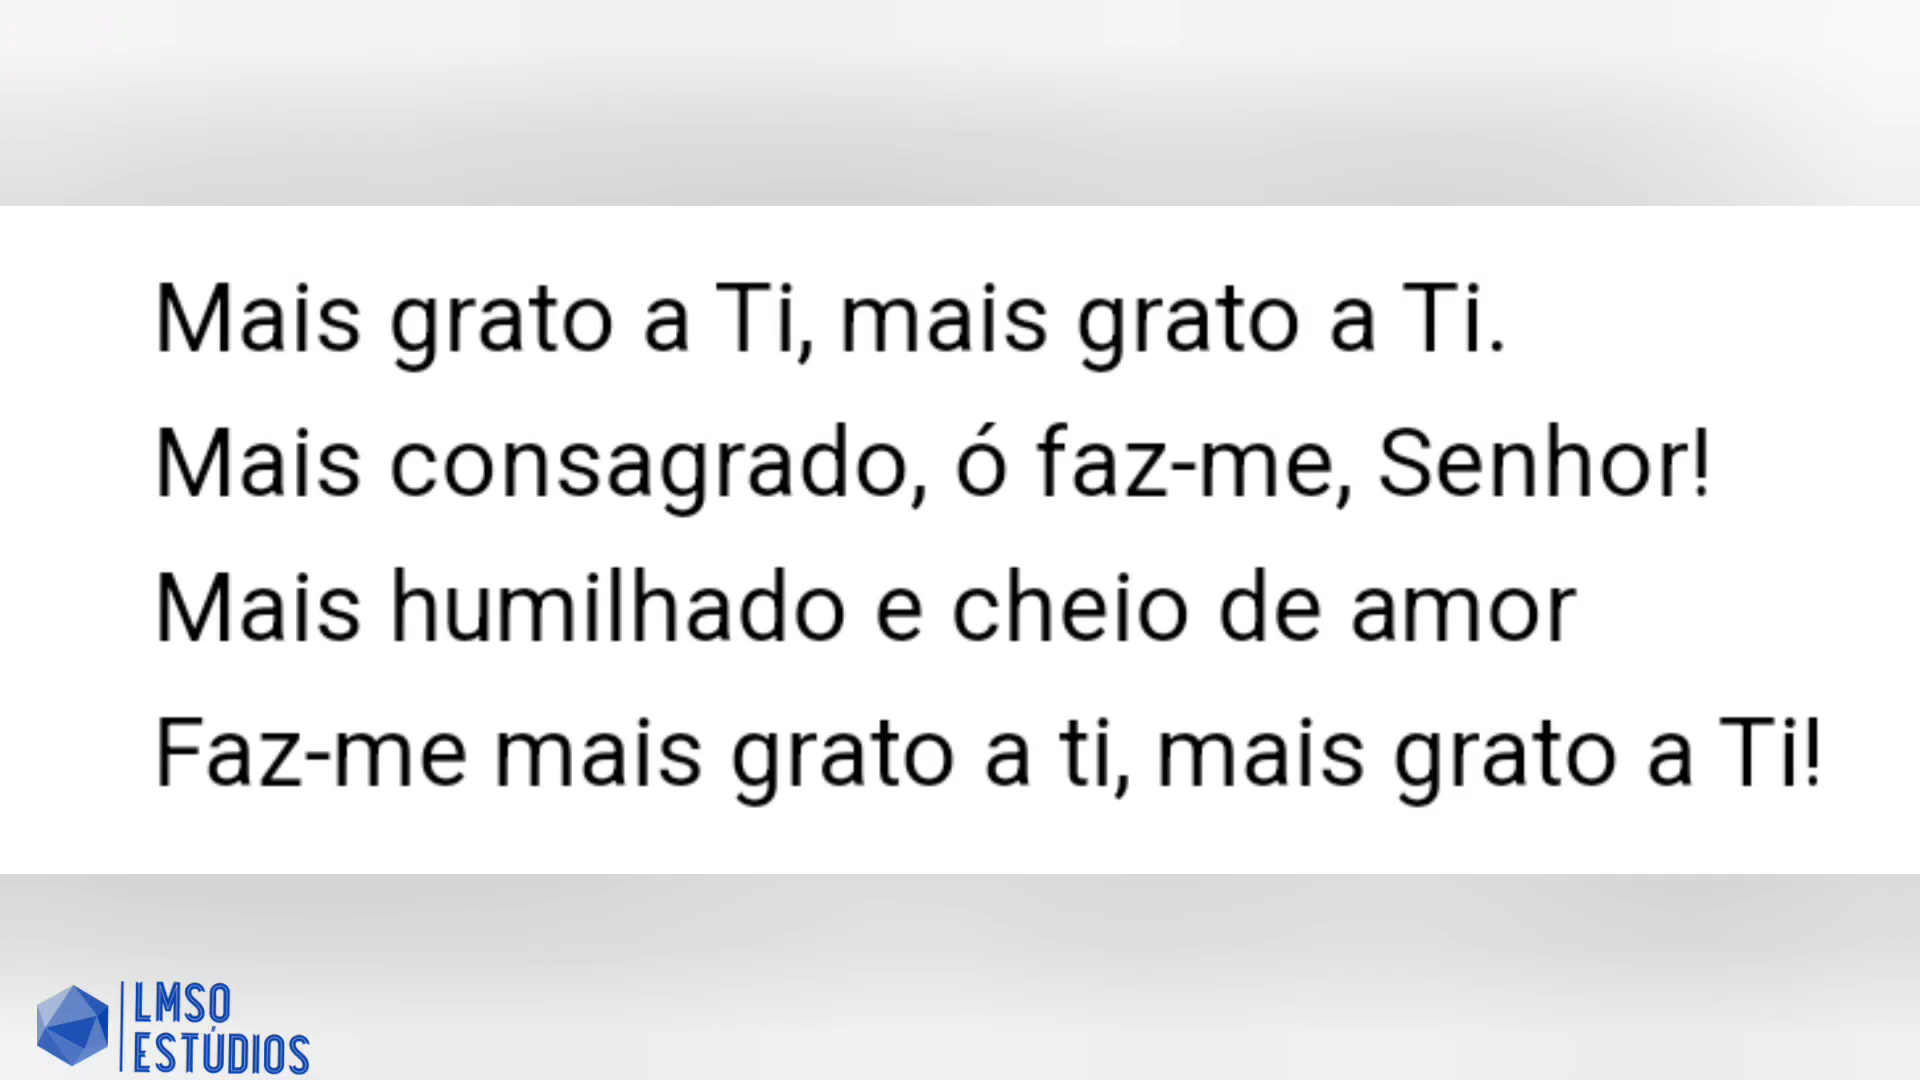 Mais grato a Ti, mais grato a Ti.
Mais consagrado, ó faz-me, Senhor!
Mais humilhado e cheio de amor
Faz-me mais grato a ti, mais grato a Ti!
LMSO
ESTÚDIOS